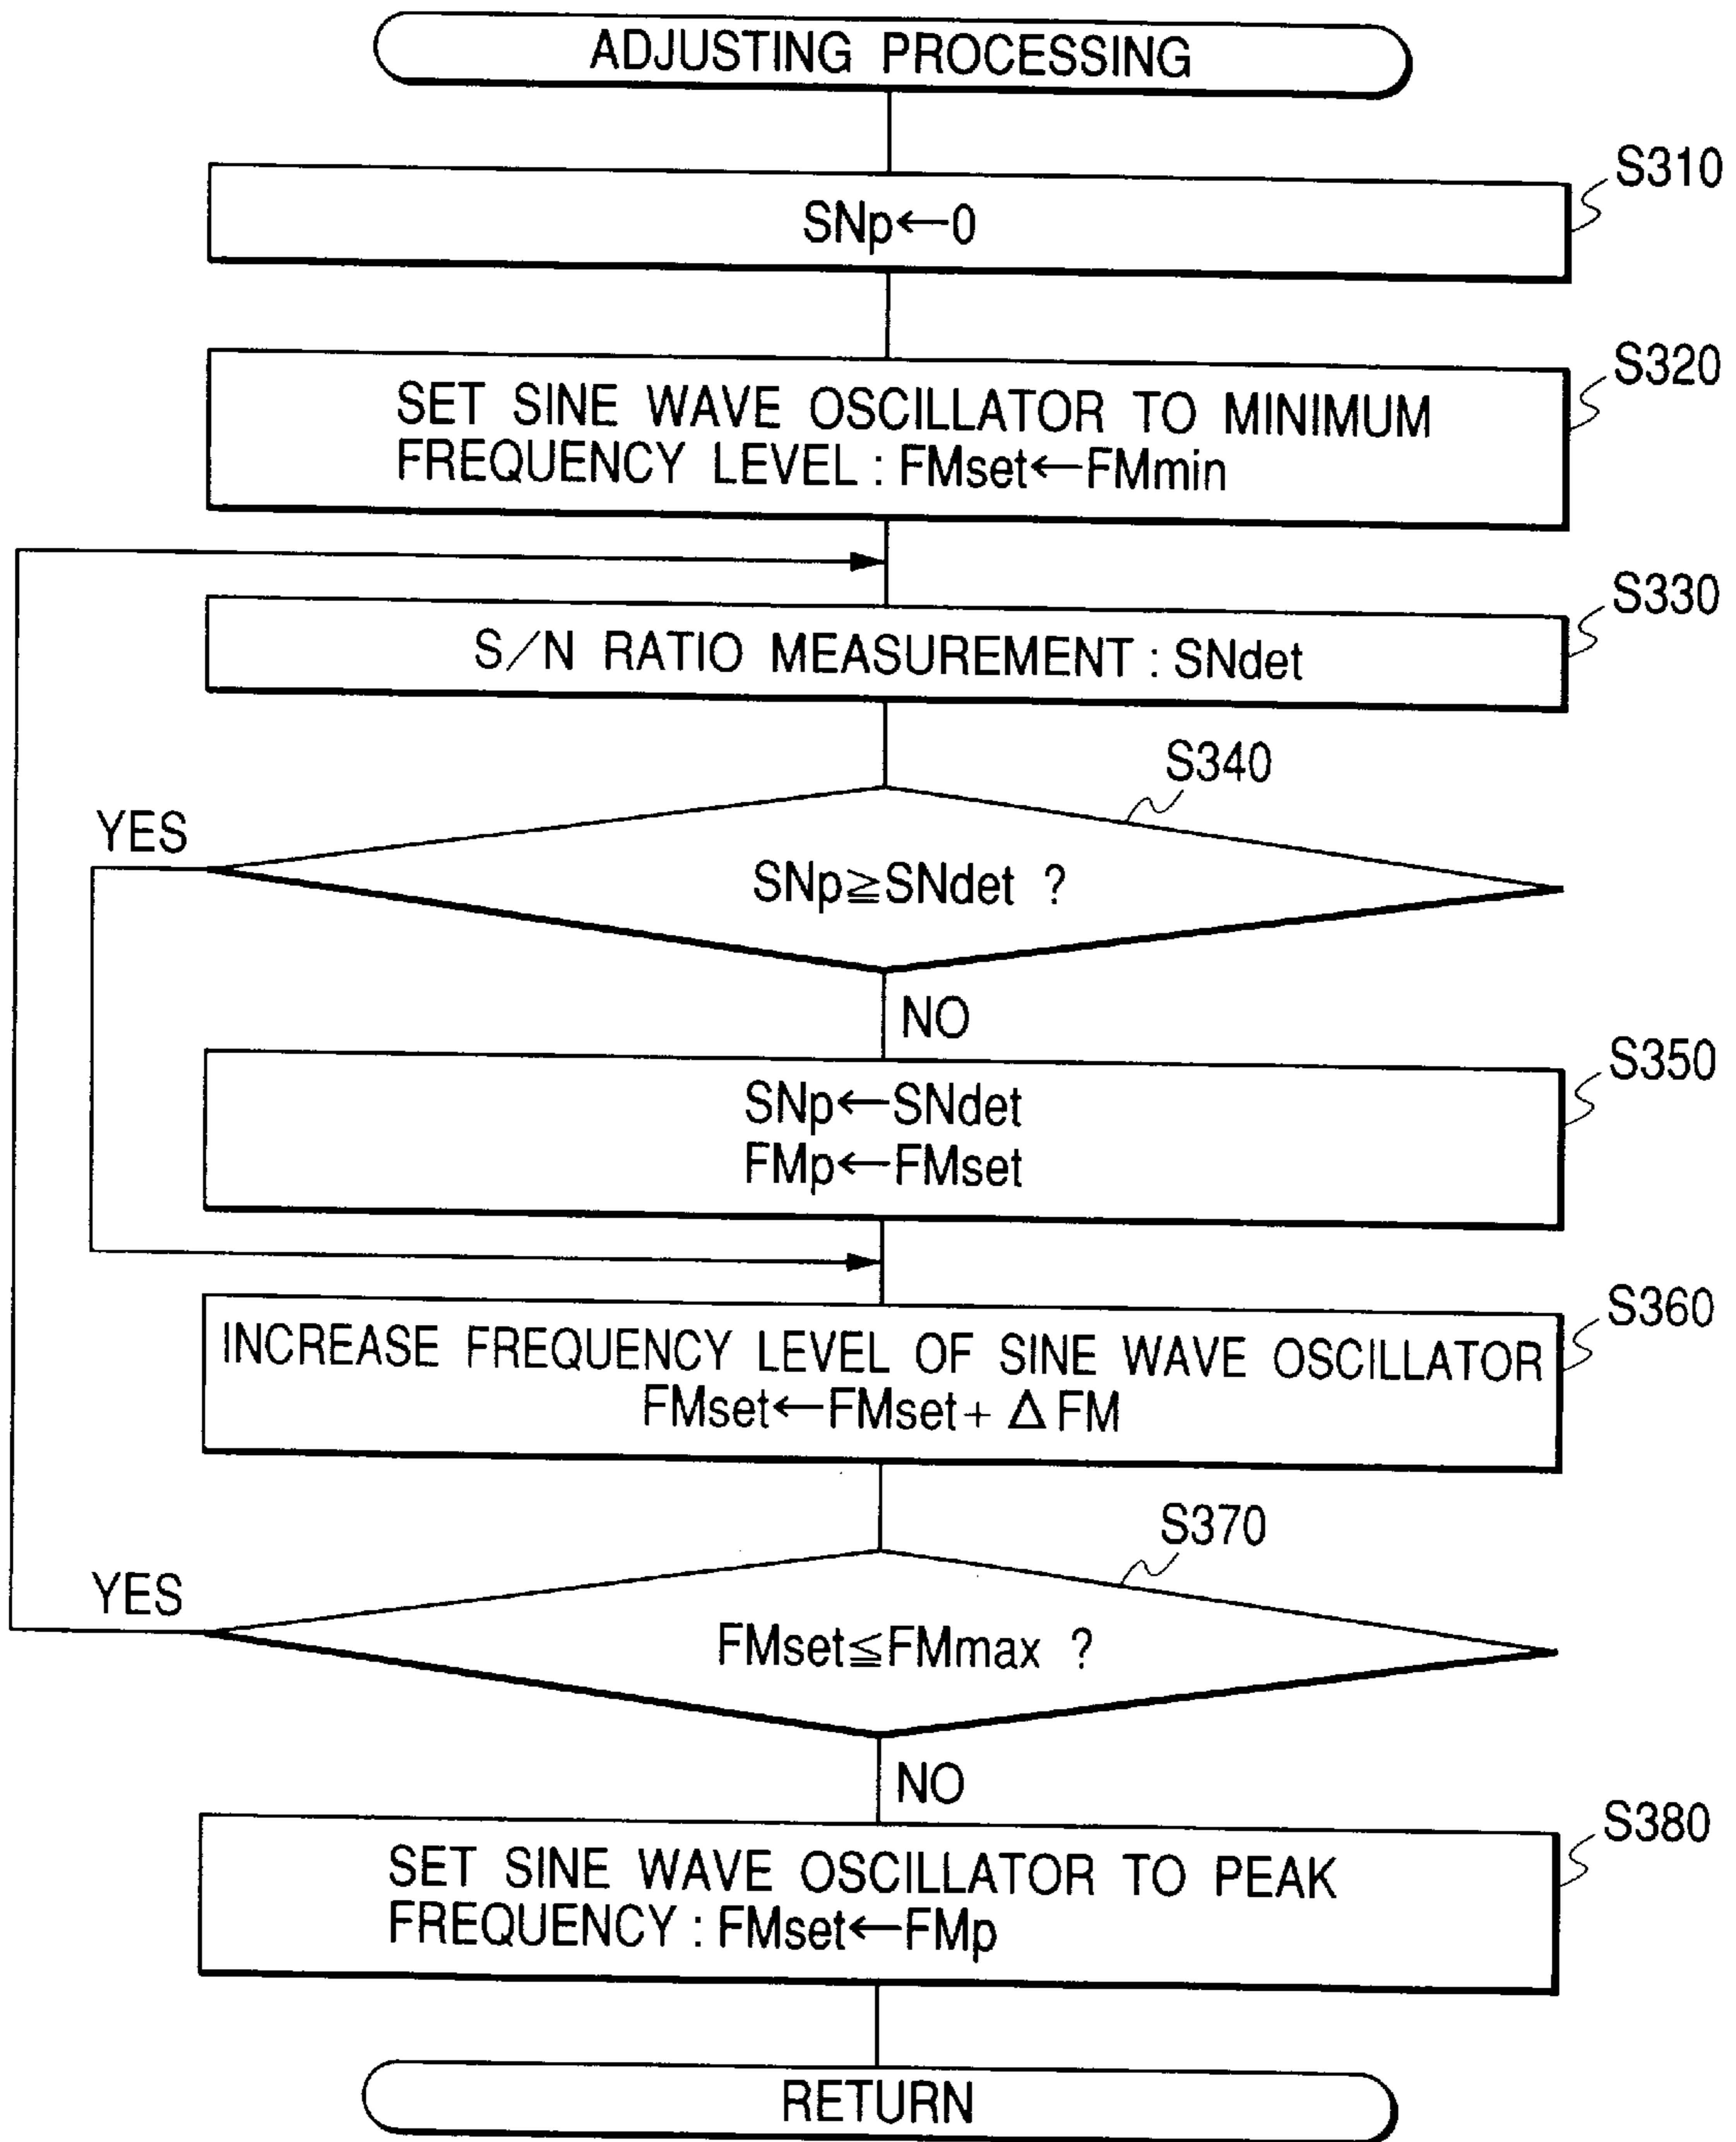 ADJUSTING PROCESSING
S310
SNp←0
S320
SET SINE WAVE OSCILLATOR TO MINIMUM
FREQUENCY LEVEL : FMset←FMmin
S330
S/N RATIO MEASUREMENT : SNdet
S340
YES
SNp≧SNdet ?
NO
S350
SNp←SNdet
FMp←FMset
S360
INCREASE FREQUENCY LEVEL OF SINE WAVE OSCILLATOR
FMset←FMset+ Δ FM
S370
YES
FMset≦FMmax ?
NO
S380
SET SINE WAVE OSCILLATOR TO PEAK
FREQUENCY : FMset←FMp
RETURN